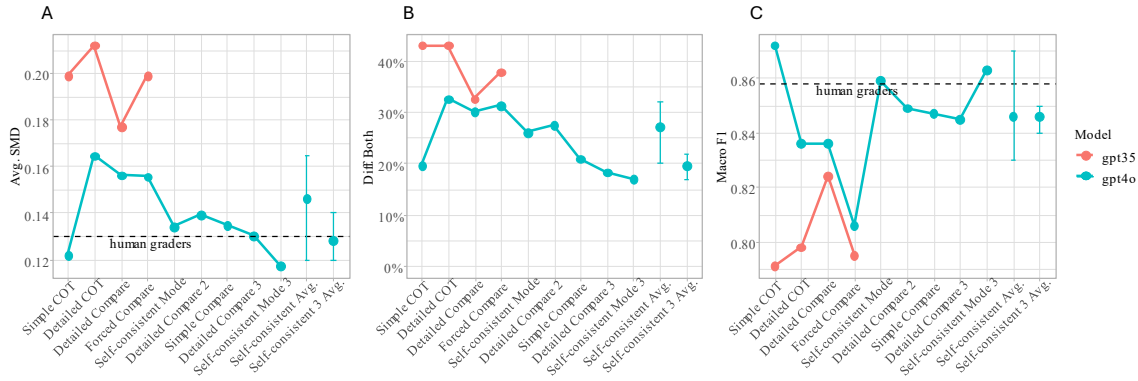 A
Avg. SMD
0.20
0.18
0.16
0.14
0.12
human graders
Simple COT
Detailed COT
Detailed Compare
Forced Compare
Self-consistent Mode
Detailed Compare 2
Simple Compare
Detailed Compare 3
Self-consistent Mode 3
Self-consistent Avg.
Self-consistent 3 Avg.
B
Diff Both
40%
30%
20%
10%
0%
Simple COT
Detailed COT
Detailed Compare
Forced Compare
Self-consistent Mode
Detailed Compare 2
Simple Compare
Detailed Compare 3
Self-consistent Mode 3
Self-consistent Avg.
Self-consistent 3 Avg.
C
Macro F1
0.86
0.84
0.82
0.80
human graders
Simple COT
Detailed COT
Detailed Compare
Forced Compare
Self-consistent Mode
Detailed Compare 2
Simple Compare
Detailed Compare 3
Self-consistent Mode 3
Self-consistent Avg.
Self-consistent 3 Avg.
Model
gpt35
gpt4o